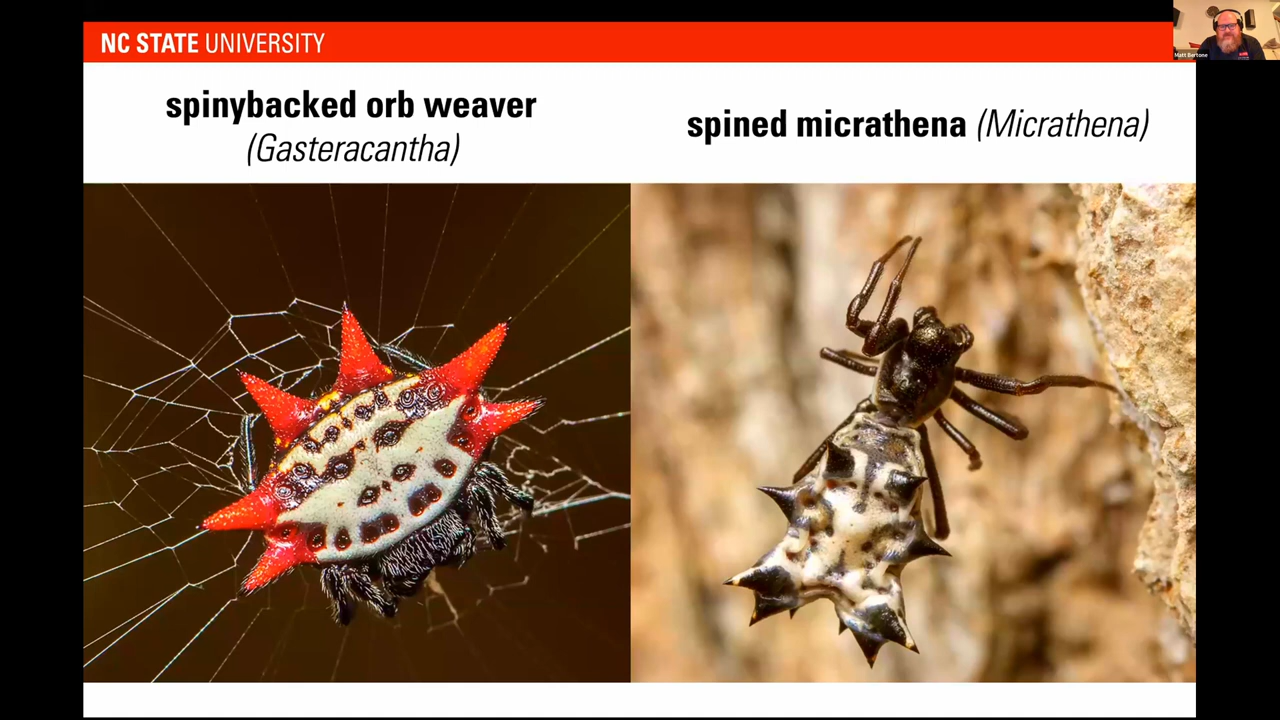 NC STATE UNIVERSITY
Matt Bertone
spinybacked orb weaver
(Gasteracantha)
spined micrathena (Micrathena)